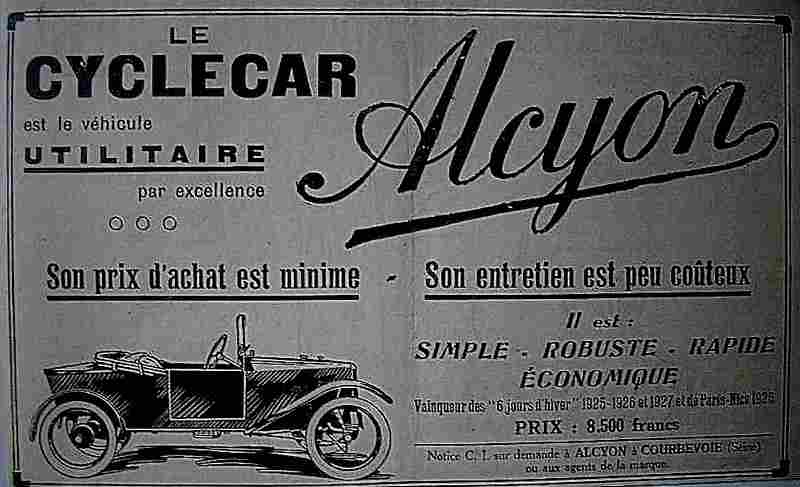 LE
CYCLECAR
est le véhicule
UTILITAIRE
par excellence
Alcyon
Son prix d'achat est minime - Son entretien est peu coûteux
Il est :
SIMPLE - ROBUSTE - RAPIDE
ÉCONOMIQUE
Vainqueur des "6 jours d'hiver" 1925-1926 et 1927 et de Paris-Nice 1926
PRIX : 8.500 francs
Notice C. I. sur demande à ALCYON à COURBEVOIE (Seine)
ou aux agents de la marque.